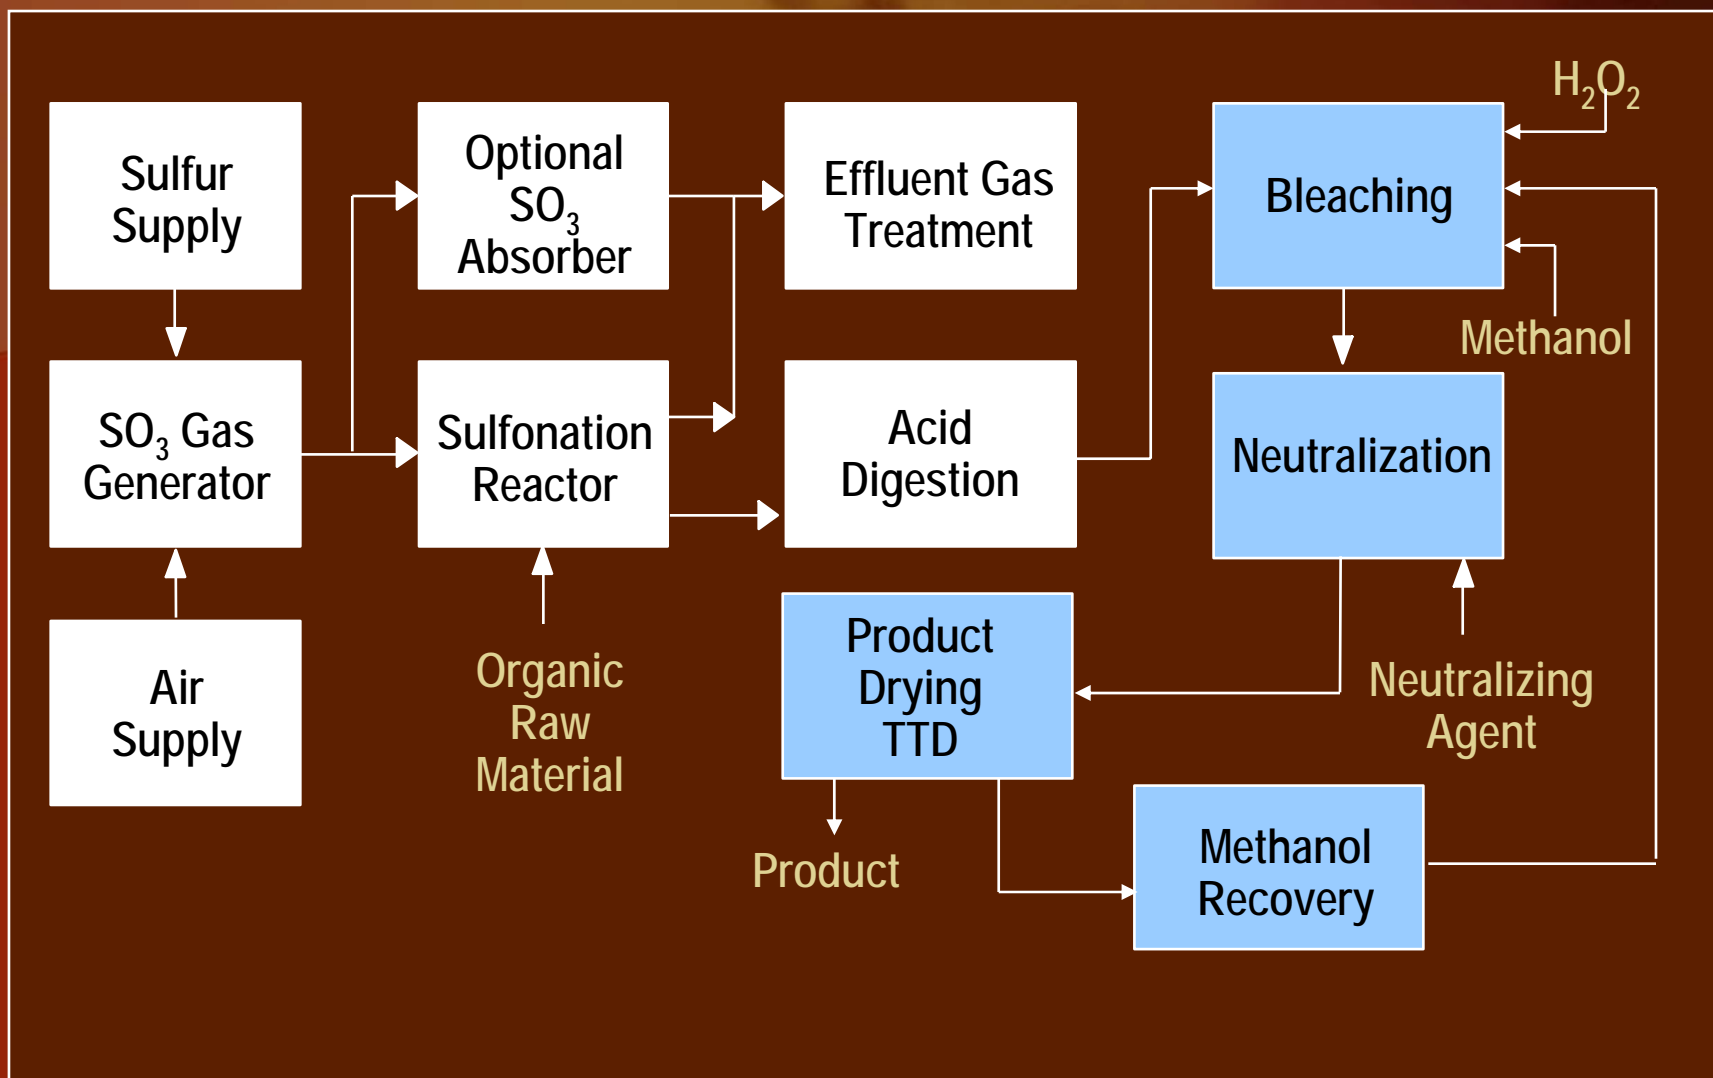 Sulfur
Supply
Optional
SO₃
Absorber
Effluent Gas
Treatment
H₂O₂
Bleaching
Methanol
SO₃ Gas
Generator
Sulfonation
Reactor
Acid
Digestion
Neutralization
Air
Supply
Organic
Raw
Material
Product
Drying
TTD
Neutralizing
Agent
Product
Methanol
Recovery